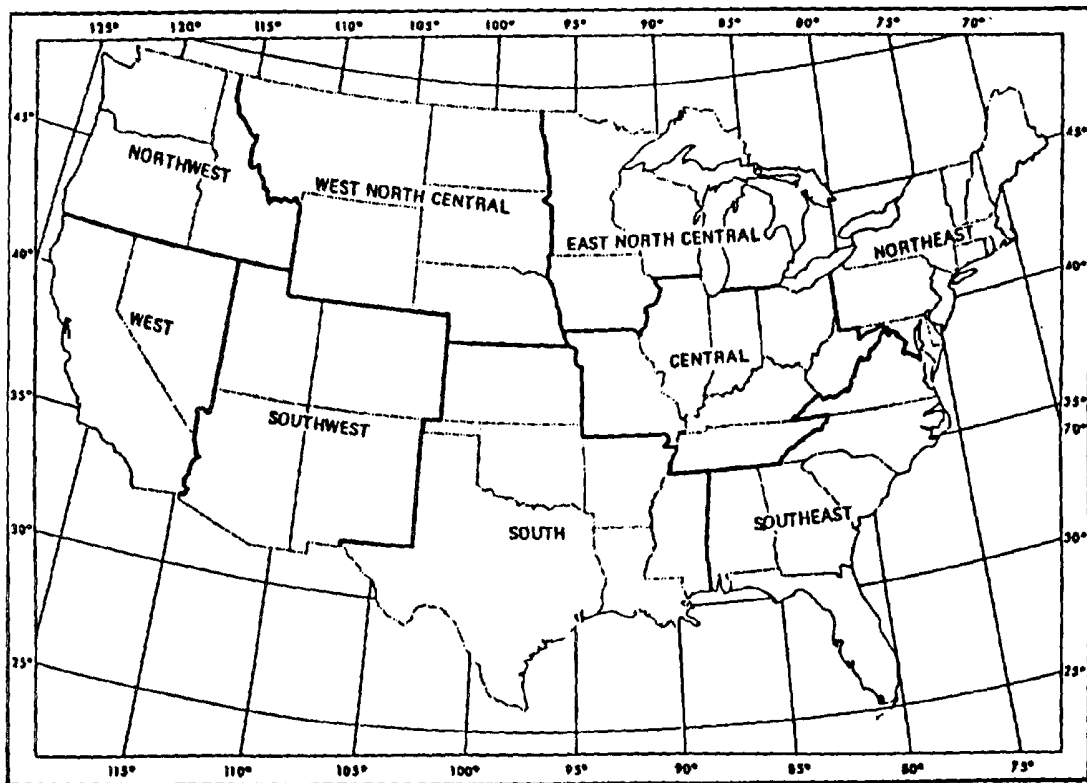 125° 120° 115° 110° 105° 100° 95° 90° 85° 80° 75° 70°
45° 45°
NORTHWEST
WEST NORTH CENTRAL
EAST NORTH CENTRAL
NORTHEAST
40° 40°
WEST
CENTRAL
35° 35°
SOUTHWEST
70°
SOUTHEAST
SOUTH
30° 30°
25° 25°
115° 110° 105° 100° 95° 90° 85° 80° 75°